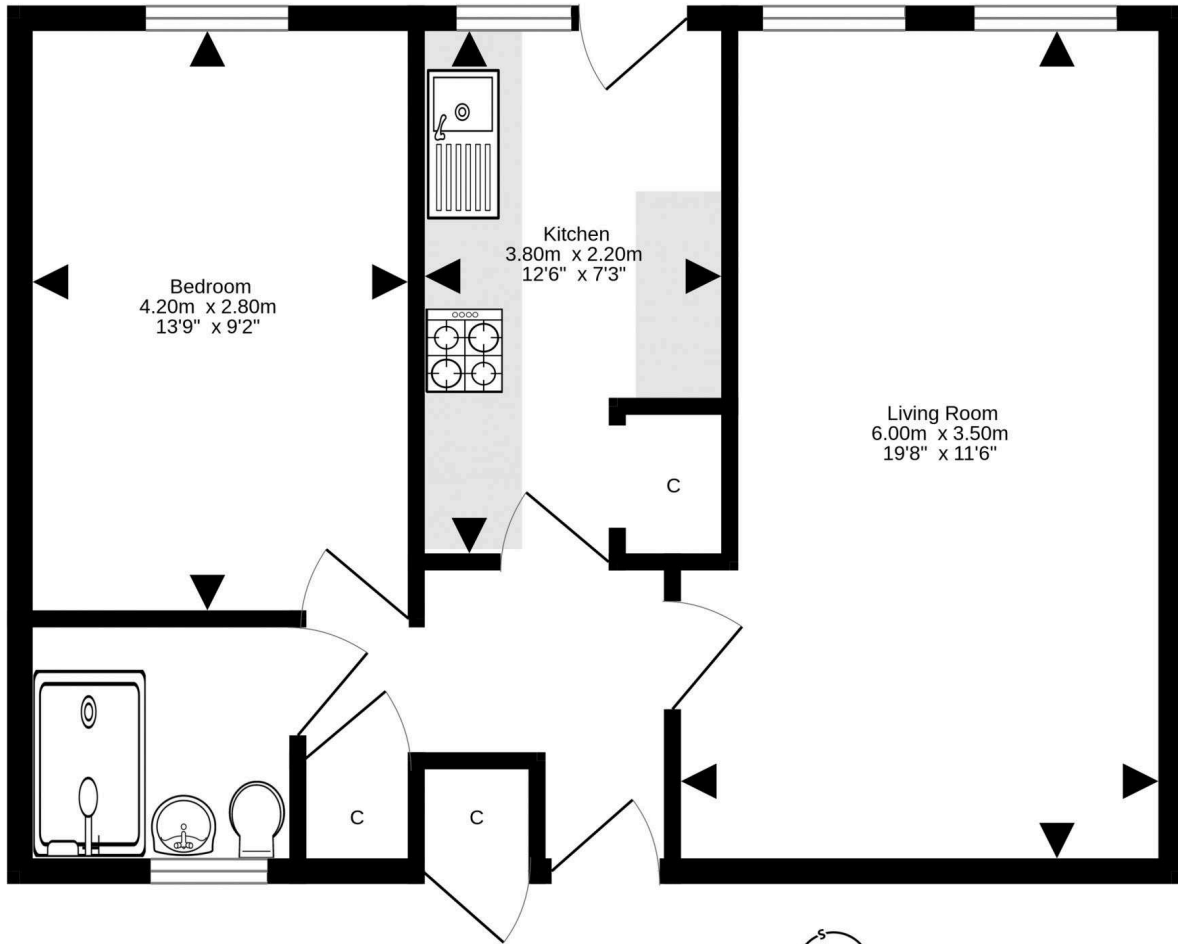 Kitchen
3.80m x 2.20m
12'6" x 7'3"
Bedroom
4.20m x 2.80m
13'9" x 9'2"
Living Room
6.00m x 3.50m
19'8" x 11'6"
C
C
C
S